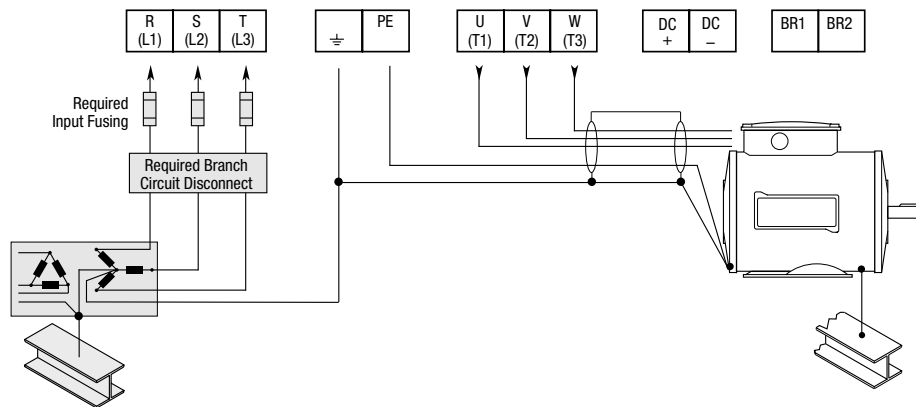 R
(L1)
S
(L2)
T
(L3)
PE
U
(T1)
V
(T2)
W
(T3)
DC
+
DC
–
BR1
BR2
Required
Input Fusing
Required Branch
Circuit Disconnect